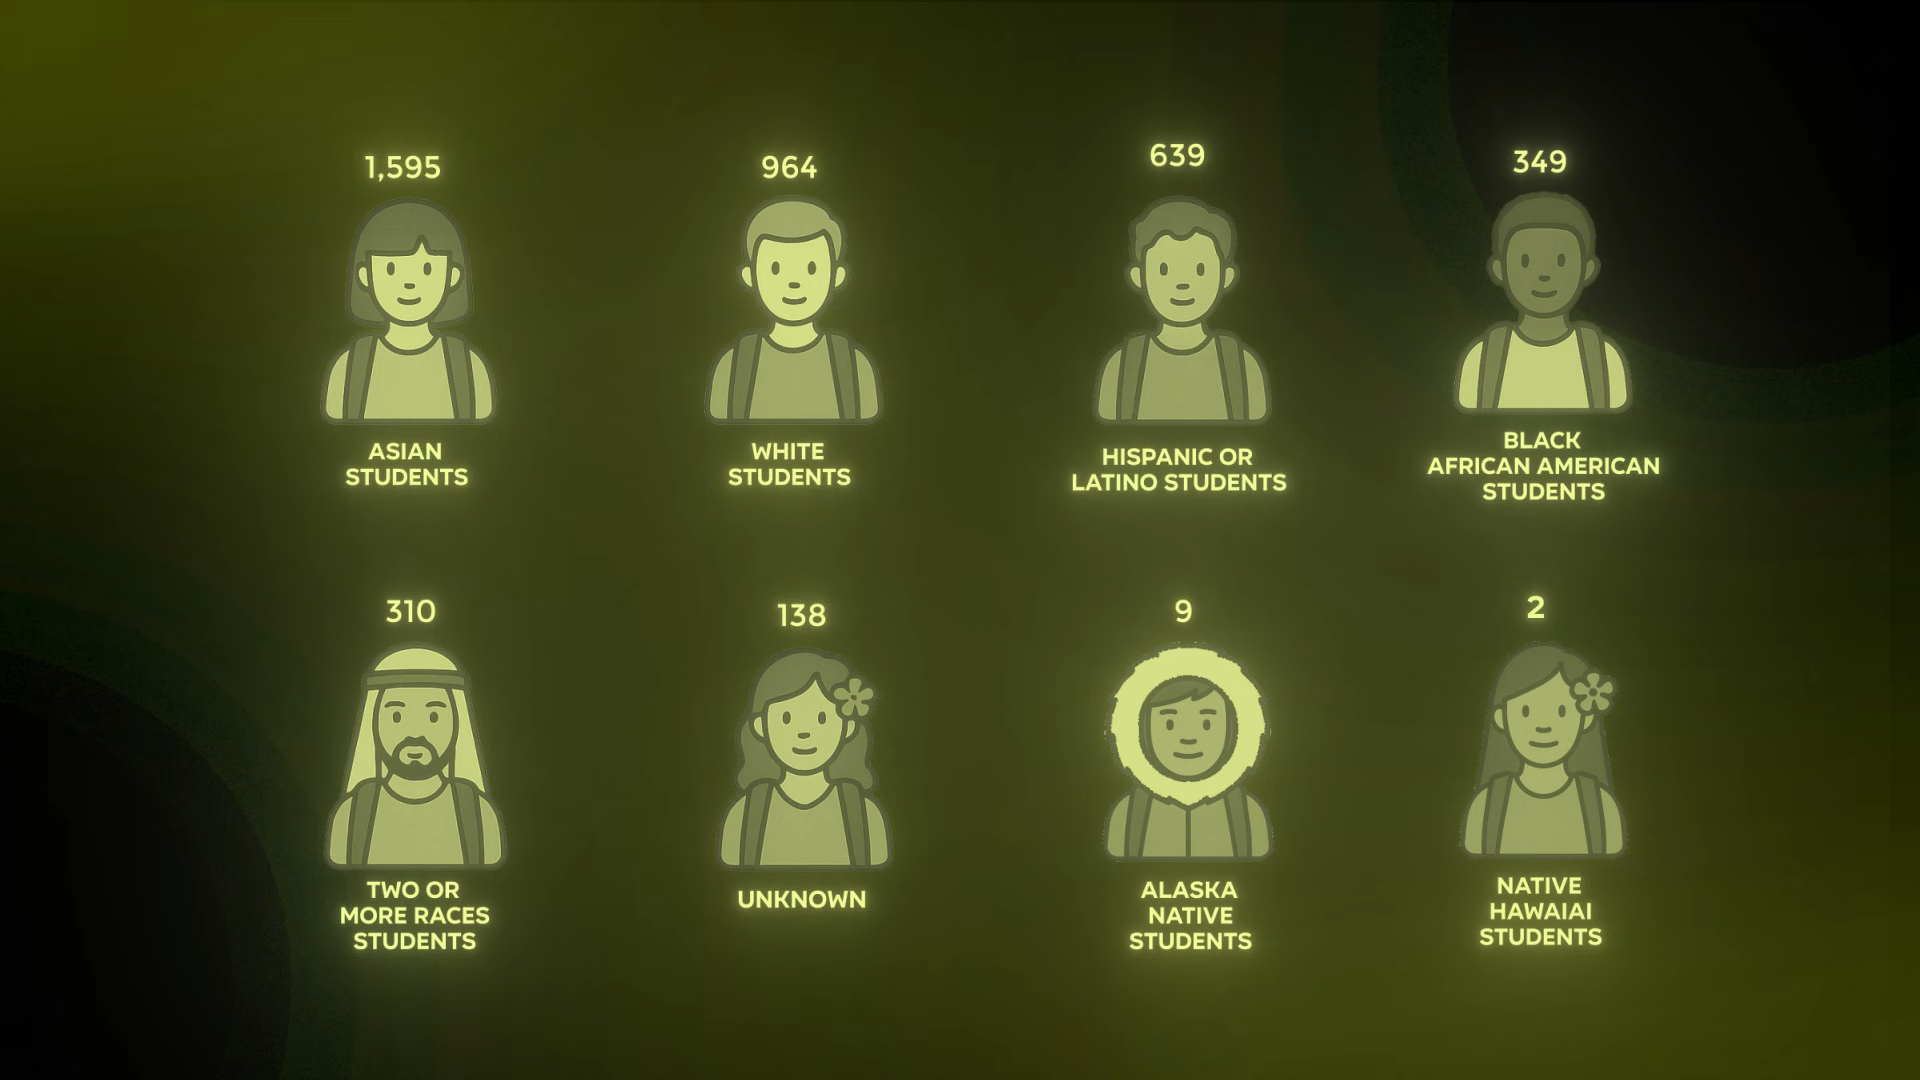 1,595
ASIAN
STUDENTS
964
WHITE
STUDENTS
639
HISPANIC OR
LATINO STUDENTS
349
BLACK
AFRICAN AMERICAN
STUDENTS
310
TWO OR
MORE RACES
STUDENTS
138
UNKNOWN
9
ALASKA
NATIVE
STUDENTS
2
NATIVE
HAWAIAI
STUDENTS